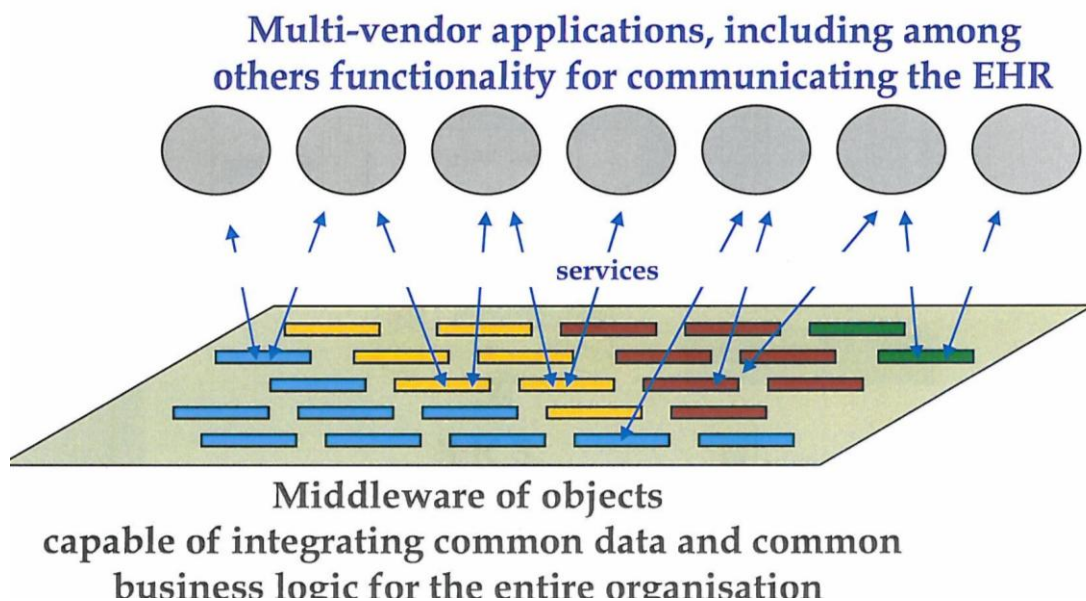 Multi-vendor applications, including among
others functionality for communicating the EHR
services
Middleware of objects
capable of integrating common data and common
business logic for the entire organisation